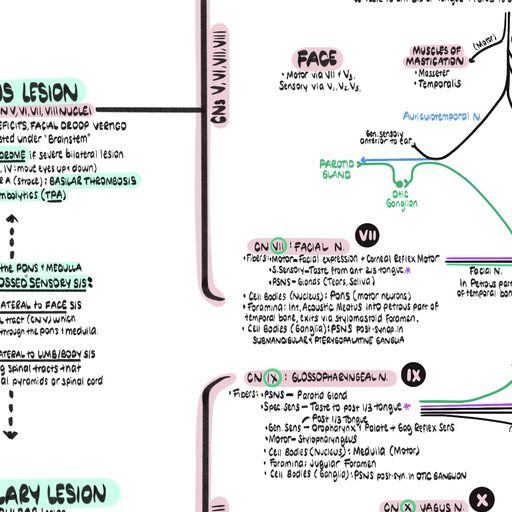 CNs V, VI, VII, VIII
FACE
• Motor via VII & V3.
Sensory via V1, V2, V3.
MUSCLES OF
MASTICATION
• Masseter
• Temporalis
(Motor)
Auriculotemporal N.
Gen. sensory
anterior to ear
PAROTID
GLAND
Otic
Ganglion
LESION
N V, VI, VII, VIII NUCLEI
EFICITS, FACIAL DROOP VERTIGO
ated under "Brainstem"
DROME if severe bilateral lesion
, IV: move eyes up + down)
R A (stroke): BASILAR THROMBOSIS
mbolytics (TPA)
the PONS & MEDULLA
OSSED SENSORY SIS:
ATERAL to FACE SIS
l tract (CN V) which
through the pons & medulla.
ATERAL to LIMB/BODY SIS
g spinal tracts that
al pyramids or spinal cord
LARY LESION
VII
CN VII : FACIAL N.
• Fibers: Motor = Facial expression + Corneal Reflex Motor
S. Sensory = Taste from ant 2/3 tongue *
PSNS = Glands (Tears, Saliva)
• Cell Bodies (Nucleus): Pons (motor neurons)
• Foramina: Int. Acoustic Meatus into petrous part of
temporal bone, exits via stylomastoid foramen.
• Cell Bodies (Ganglia): PSNS post-synap. in
SUBMANDIBULAR & PTERYGOPALATINE GANGLIA
Facial N.
in Petrous part
of temporal bone
IX
CN IX : GLOSSOPHARYNGEAL N.
• Fibers: PSNS – Parotid Gland
Spec. Sens – Taste to post 1/3 tongue *
Post 1/3 Tongue
Gen. Sens – Oropharynx + Palate + Gag Reflex Sens
Motor – Stylopharyngeus
• Cell Bodies (Nucleus): Medulla (Motor)
• Foramina: Jugular Foramen
• Cell Bodies (Ganglia): PSNS post-syn. in OTIC GANGLION
X
CN X VAGUS N.